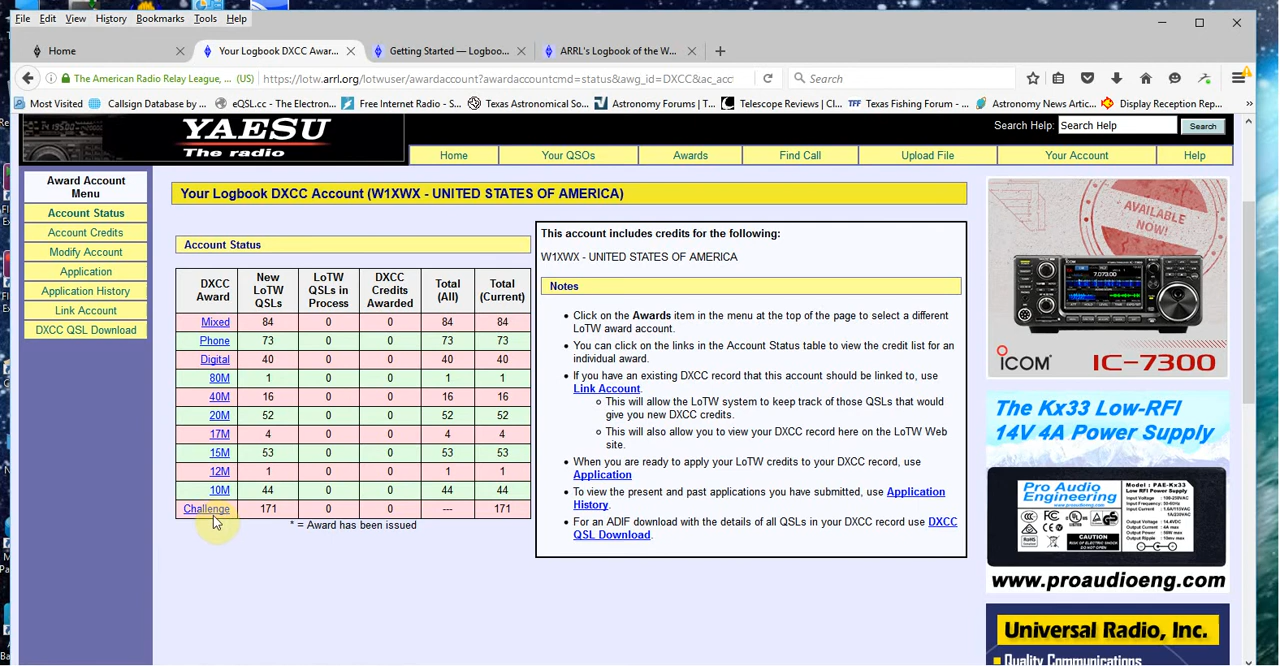 File Edit View History Bookmarks Tools Help
Home
Your Logbook DXCC Awar...
Getting Started — Logboo...
ARRL's Logbook of the W...
The American Radio Relay League, ... (US)
https://lotw.arrl.org/lotwuser/awardaccount?awardaccountcmd=status&awg_id=DXCC&ac_acct
Search
Most Visited
Callsign Database by ...
eQSL.cc - The Electron...
Free Internet Radio - S...
Texas Astronomical So...
Astronomy Forums | T...
Telescope Reviews | Cl...
TFF Texas Fishing Forum - ...
Astronomy News Artic...
Display Reception Rep...
YAESU
The radio
Search Help: Search Help Search
Home Your QSOs Awards Find Call Upload File Your Account Help
Award Account
Menu
Account Status
Account Credits
Modify Account
Application
Application History
Link Account
DXCC QSL Download
Your Logbook DXCC Account (W1XWX - UNITED STATES OF AMERICA)
Account Status
DXCC Award New LoTW QSLs LoTW QSLs in Process DXCC Credits Awarded Total (All) Total (Current)
Mixed 84 0 0 84 84
Phone 73 0 0 73 73
Digital 40 0 0 40 40
80M 1 0 0 1 1
40M 16 0 0 16 16
20M 52 0 0 52 52
17M 4 0 0 4 4
15M 53 0 0 53 53
12M 1 0 0 1 1
10M 44 0 0 44 44
Challenge 171 0 0 --- 171
* = Award has been issued
This account includes credits for the following:
W1XWX - UNITED STATES OF AMERICA
Notes
Click on the Awards item in the menu at the top of the page to select a different
LoTW award account.
You can click on the links in the Account Status table to view the credit list for an
individual award.
If you have an existing DXCC record that this account should be linked to, use
Link Account.
This will allow the LoTW system to keep track of those QSLs that would
give you new DXCC credits.
This will also allow you to view your DXCC record here on the LoTW Web
site.
When you are ready to apply your LoTW credits to your DXCC record, use
Application
To view the present and past applications you have submitted, use Application
History.
For an ADIF download with the details of all QSLs in your DXCC record use DXCC
QSL Download.
AVAILABLE
NOW!
ICOM IC-7300
The Kx33 Low-RFI
14V 4A Power Supply
Pro Audio
Engineering
www.proaudioeng.com
Universal Radio, Inc.
Quality Communications